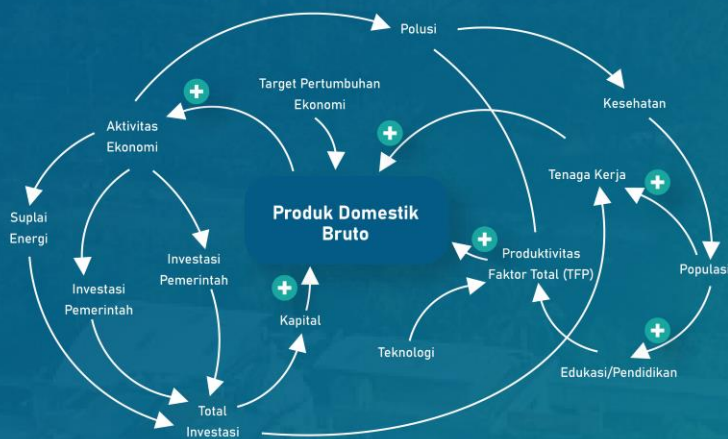 Polusi
Target Pertumbuhan
Ekonomi
Kesehatan
Aktivitas
Ekonomi
Tenaga Kerja
Produk Domestik
Bruto
Suplai
Energi
Investasi
Pemerintah
Produktivitas
Faktor Total (TFP)
Populasi
Investasi
Pemerintah
Kapital
Teknologi
Edukasi/Pendidikan
Total
Investasi